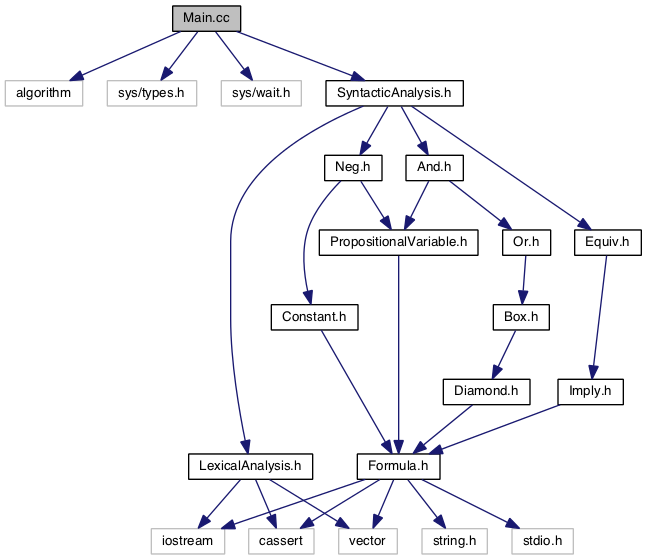 Main.cc
algorithm
sys/types.h
sys/wait.h
SyntacticAnalysis.h
Neg.h
And.h
PropositionalVariable.h
Or.h
Equiv.h
Constant.h
Box.h
Diamond.h
Imply.h
LexicalAnalysis.h
Formula.h
iostream
cassert
vector
string.h
stdio.h